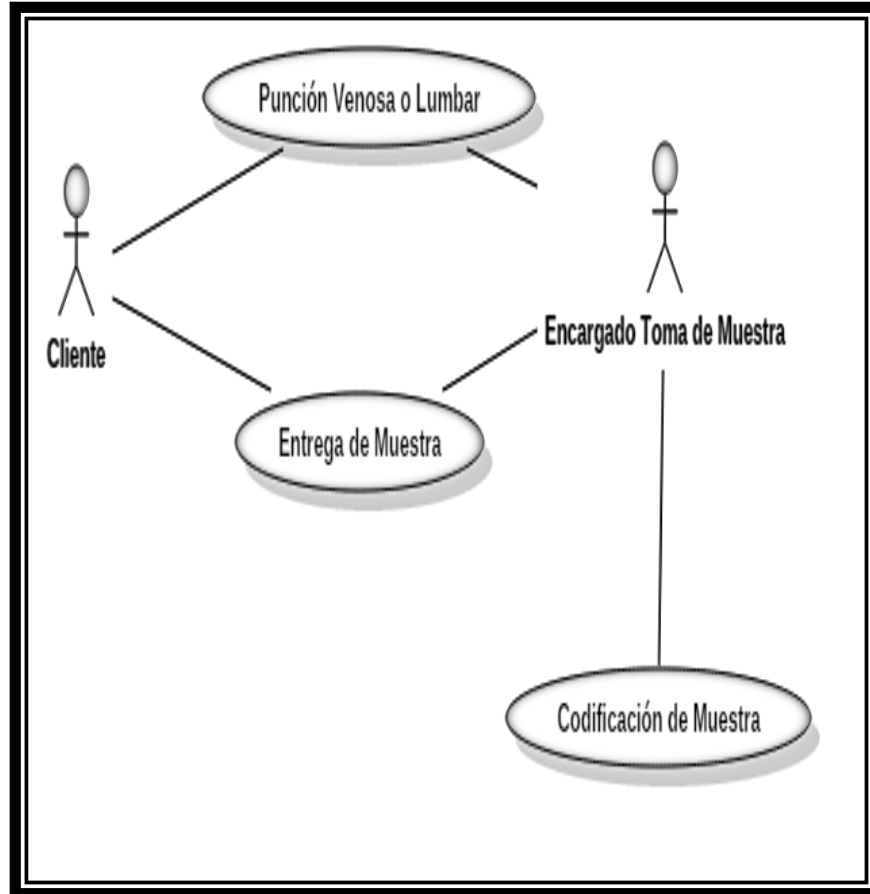 Punción Venosa o Lumbar
Cliente
Encargado Toma de Muestra
Entrega de Muestra
Codificación de Muestra